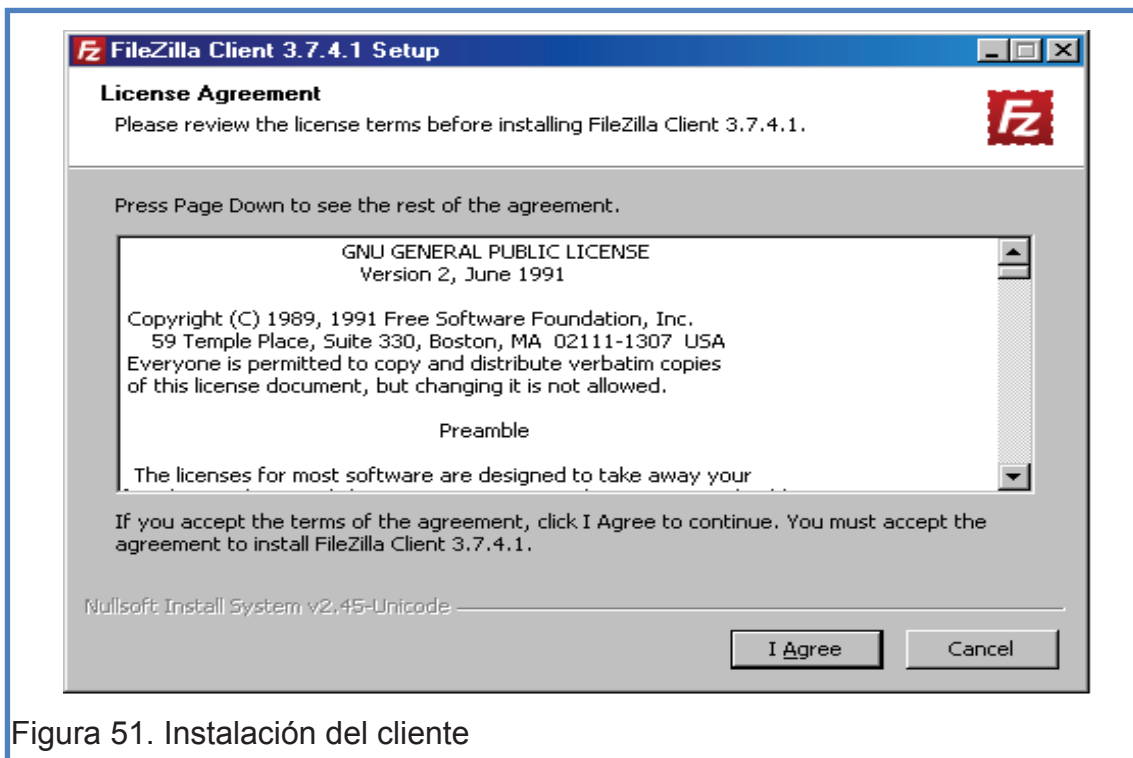 FileZilla Client 3.7.4.1 Setup
License Agreement
Please review the license terms before installing FileZilla Client 3.7.4.1.
Fz
Press Page Down to see the rest of the agreement.
GNU GENERAL PUBLIC LICENSE
Version 2, June 1991
Copyright (C) 1989, 1991 Free Software Foundation, Inc.
59 Temple Place, Suite 330, Boston, MA 02111-1307 USA
Everyone is permitted to copy and distribute verbatim copies
of this license document, but changing it is not allowed.
Preamble
The licenses for most software are designed to take away your
If you accept the terms of the agreement, click I Agree to continue. You must accept the
agreement to install FileZilla Client 3.7.4.1.
Nullsoft Install System v2.45-Unicode
I Agree
Cancel
Figura 51. Instalación del cliente